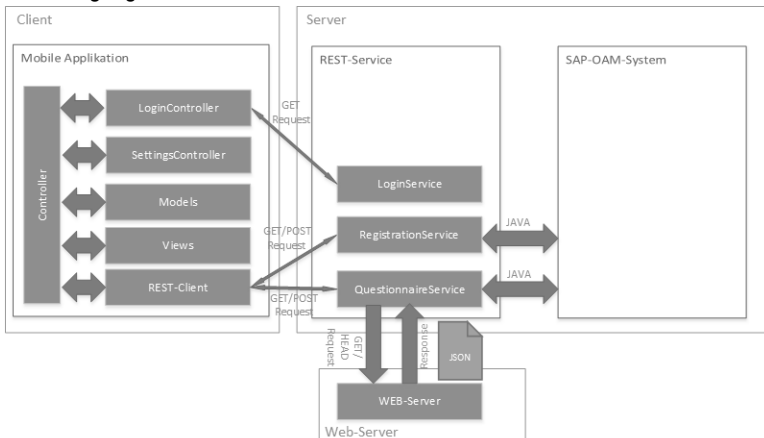 Client
Server
Mobile Applikation
REST-Service
SAP-OAM-System
Controller
LoginController
SettingsController
Models
Views
REST-Client
GET
Request
LoginService
GET/POST
Request
RegistrationService
JAVA
GET/POST
Request
QuestionnaireService
JAVA
GET/
HEAD
Request
Response
JSON
WEB-Server
Web-Server